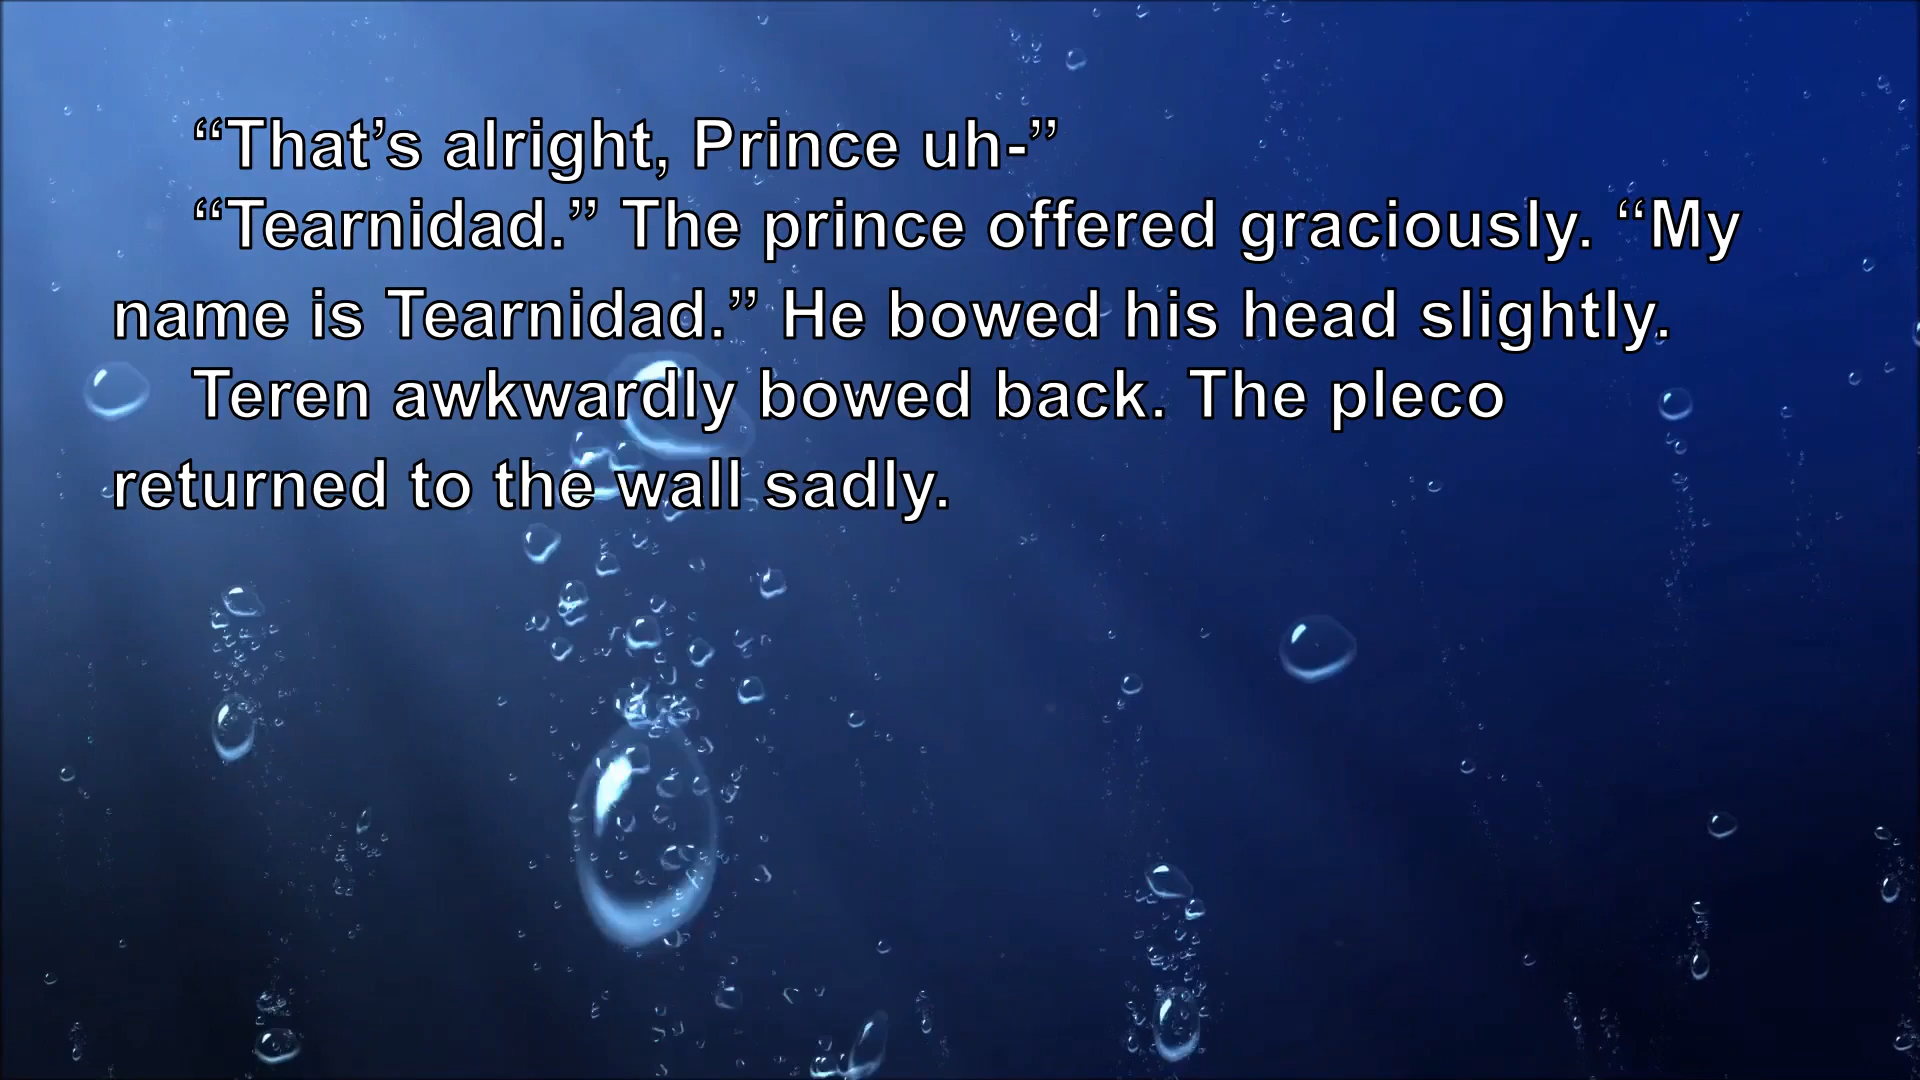 “That’s alright, Prince uh-”
“Tearnidad.” The prince offered graciously. “My
name is Tearnidad.” He bowed his head slightly.
Teren awkwardly bowed back. The pleco
returned to the wall sadly.